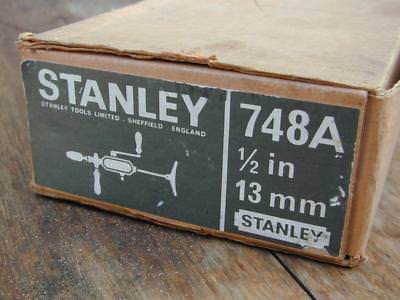 STANLEY
STANLEY TOOLS LIMITED . SHEFFIELD . ENGLAND
748A
1/2 in
13 mm
STANLEY